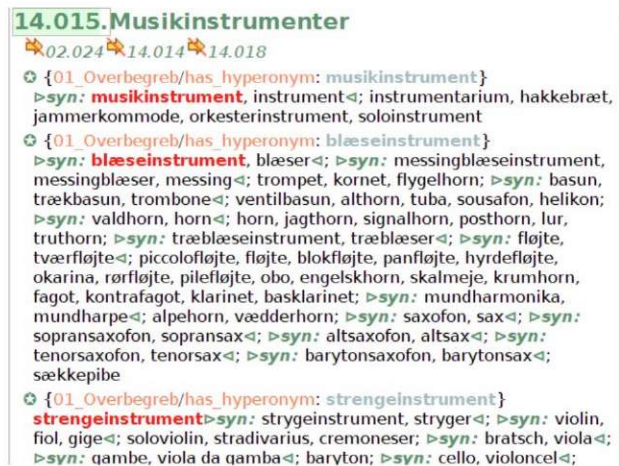 14.015.Musikinstrumenter
02.024 14.014 14.018
✪ {01_Overbegreb/has_hyperonym: musikinstrument}
▷syn: musikinstrument, instrument◁; instrumentarium, hakkebræt,
jammerkommode, orkesterinstrument, soloinstrument
✪ {01_Overbegreb/has_hyperonym: blæseinstrument}
▷syn: blæseinstrument, blæser◁; ▷syn: messingblæseinstrument,
messingblæser, messing◁; trompet, kornet, flygelhorn; ▷syn: basun,
trækbasun, trombone◁; ventilbasun, althorn, tuba, sousafon, helikon;
▷syn: valdhorn, horn◁; horn, jagthorn, signalhorn, posthorn, lur,
truthorn; ▷syn: træblæseinstrument, træblæser◁; ▷syn: fløjte,
tværfløjte◁; piccolofløjte, fløjte, blokfløjte, panfløjte, hyrdefløjte,
okarina, rørfløjte, pilefløjte, obo, engelskhorn, skalmeje, krumhorn,
fagot, kontrafagot, klarinet, basklarinet; ▷syn: mundharmonika,
mundharpe◁; alpehorn, vædderhorn; ▷syn: saxofon, sax◁; ▷syn:
sopransaxofon, sopransax◁; ▷syn: altsaxofon, altsax◁; ▷syn:
tenorsaxofon, tenorsax◁; ▷syn: barytonsaxofon, barytonsax◁;
sækkepibe
✪ {01_Overbegreb/has_hyperonym: strengeinstrument}
strengeinstrument▷syn: strygeinstrument, stryger◁; ▷syn: violin,
fiol, gige◁; soloviolin, stradivarius, cremoneser; ▷syn: bratsch, viola◁;
▷syn: gambe, viola da gamba◁; baryton; ▷syn: cello, violoncel◁;